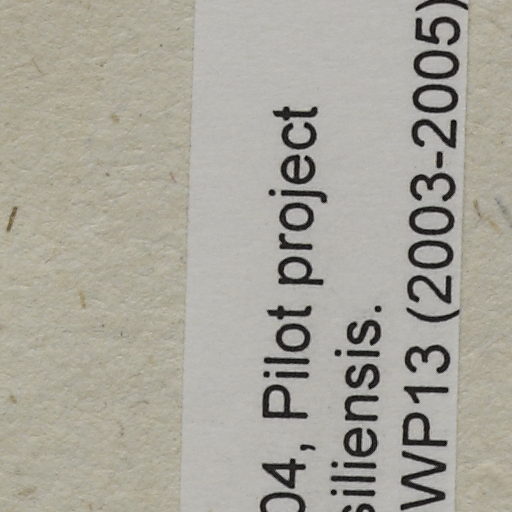 04, Pilot project
siliensis.
WP13 (2003-2005)